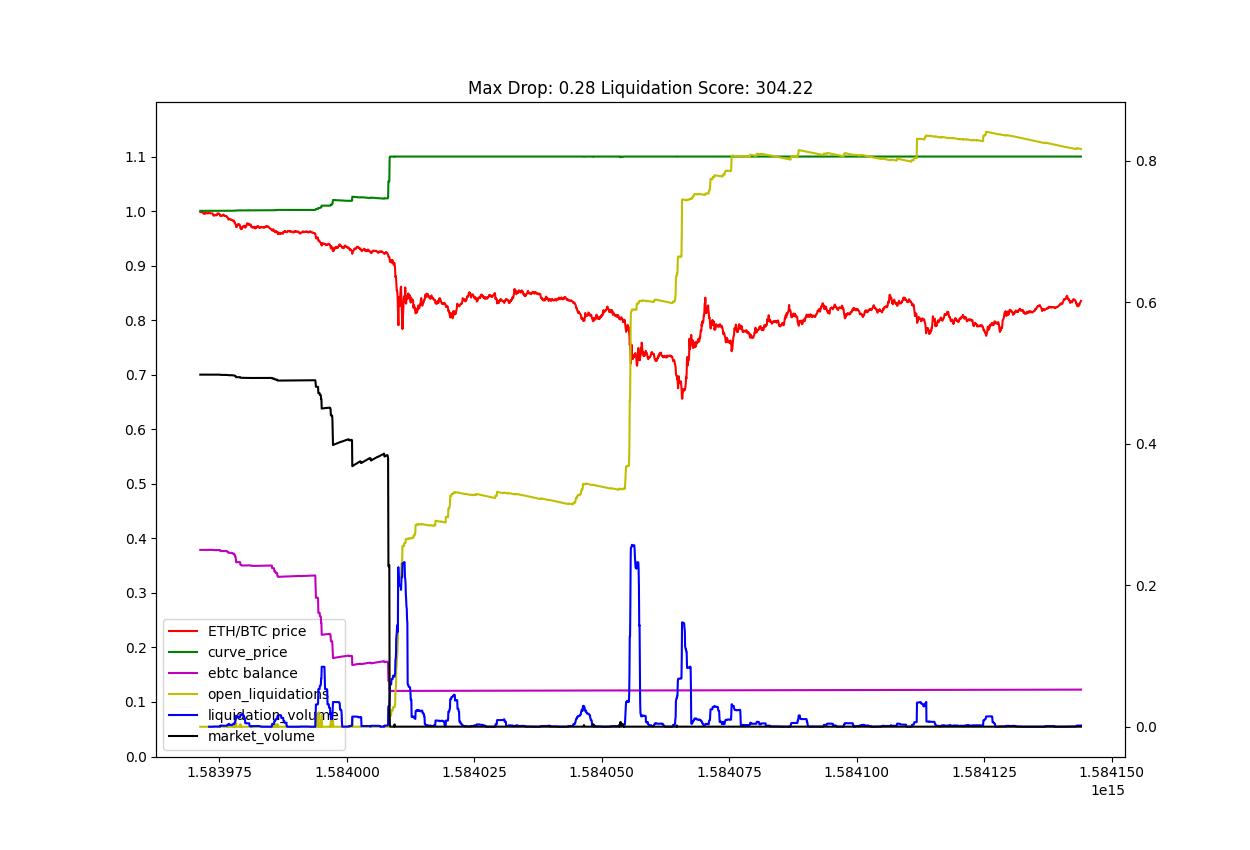 Max Drop: 0.28 Liquidation Score: 304.22
1.1
1.0
0.9
0.8
0.7
0.6
0.5
0.4
0.3
0.2
0.1
0.0
0.8
0.6
0.4
0.2
0.0
ETH/BTC price
curve_price
ebtc balance
open_liquidations
liquidation_volume
market_volume
1.583975 1.584000 1.584025 1.584050 1.584075 1.584100 1.584125 1.584150
1e15